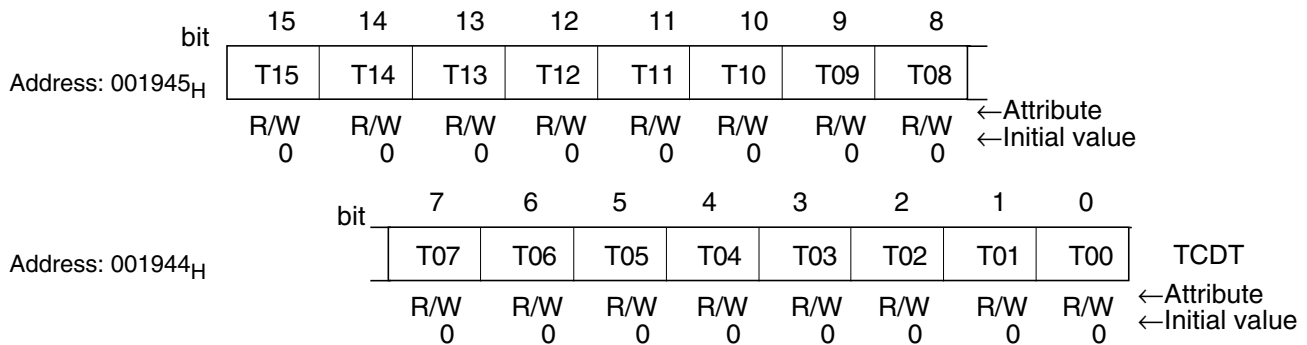 bit 15 14 13 12 11 10 9 8
Address: 001945H T15 T14 T13 T12 T11 T10 T09 T08
R/W R/W R/W R/W R/W R/W R/W R/W ←Attribute
0 0 0 0 0 0 0 0 ←Initial value
bit 7 6 5 4 3 2 1 0
Address: 001944H T07 T06 T05 T04 T03 T02 T01 T00 TCDT
R/W R/W R/W R/W R/W R/W R/W R/W ←Attribute
0 0 0 0 0 0 0 0 ←Initial value